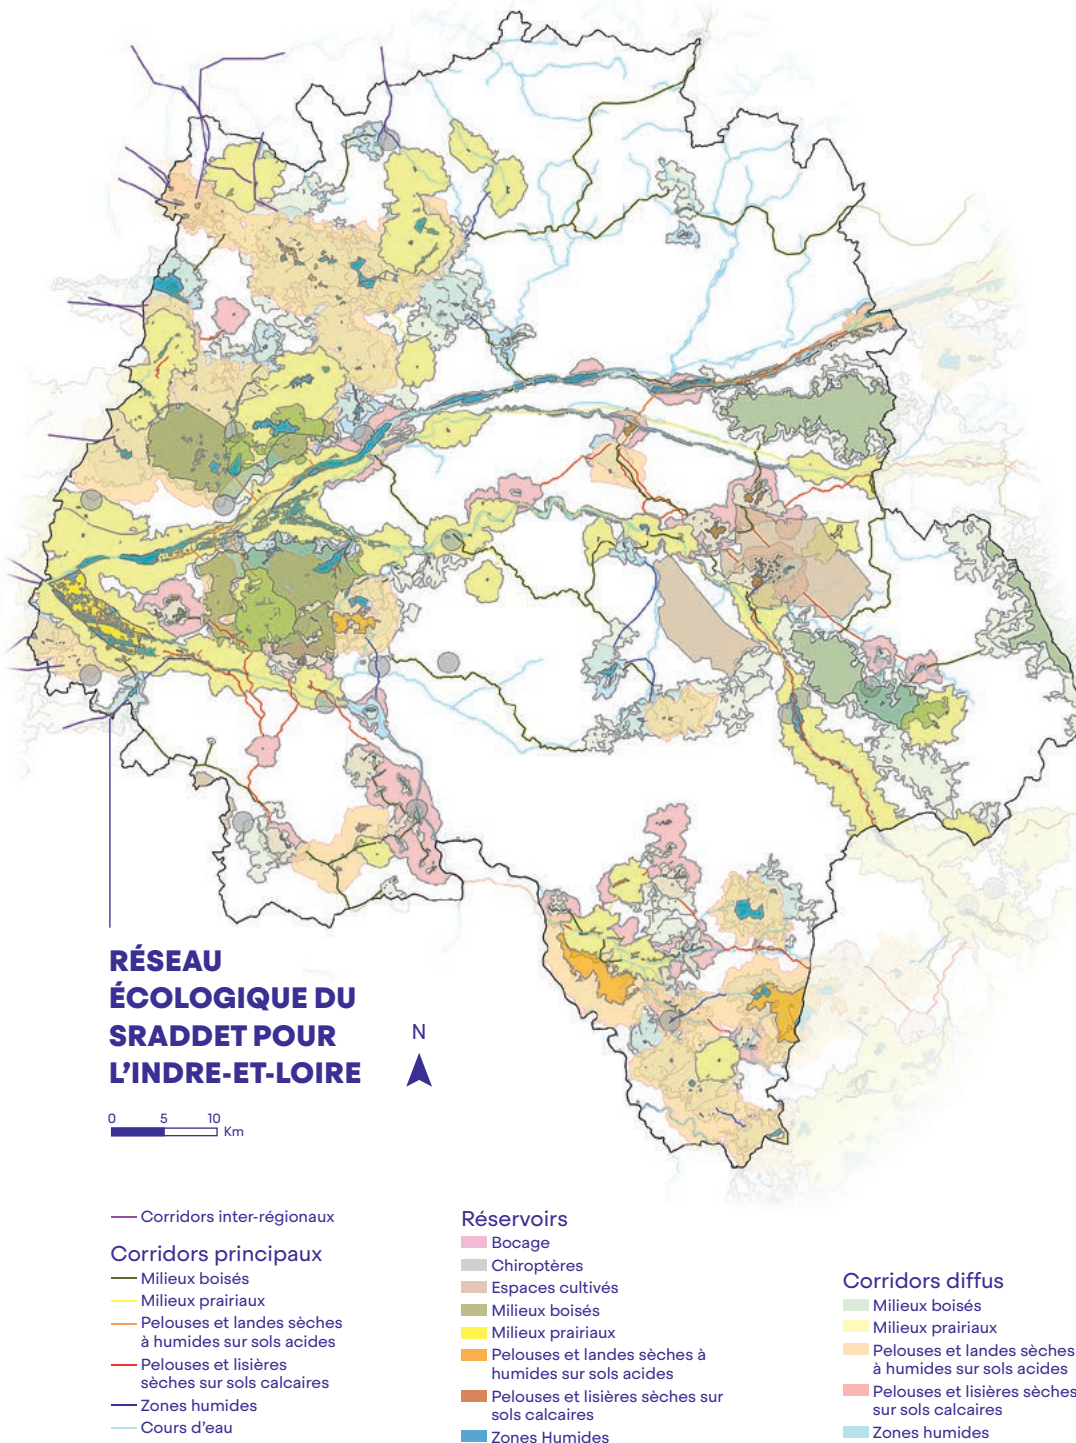 RÉSEAU
ÉCOLOGIQUE DU
SRADDET POUR
L'INDRE-ET-LOIRE
N
0 5 10
Km
Corridors inter-régionaux
Corridors principaux
Milieux boisés
Milieux prairiaux
Pelouses et landes sèches
à humides sur sols acides
Pelouses et lisières
sèches sur sols calcaires
Zones humides
Cours d'eau
Réservoirs
Bocage
Chiroptères
Espaces cultivés
Milieux boisés
Milieux prairiaux
Pelouses et landes sèches à
humides sur sols acides
Pelouses et lisières sèches sur
sols calcaires
Zones Humides
Corridors diffus
Milieux boisés
Milieux prairiaux
Pelouses et landes sèches
à humides sur sols acides
Pelouses et lisières sèches
sur sols calcaires
Zones humides